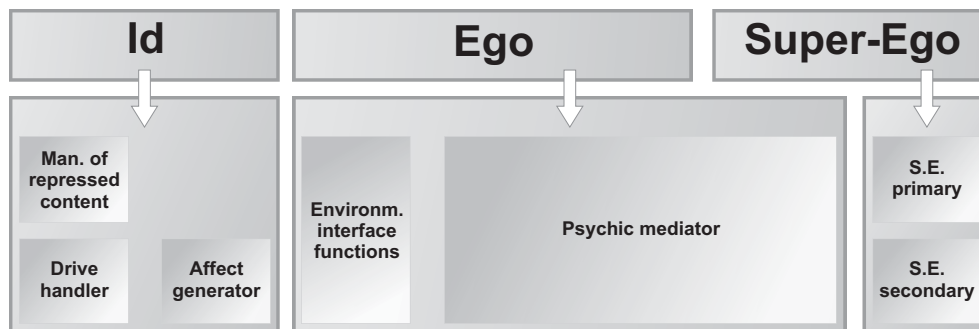 Id
Ego
Super-Ego
Man. of
repressed
content
Drive
handler
Affect
generator
Environm.
interface
functions
Psychic mediator
S.E.
primary
S.E.
secondary